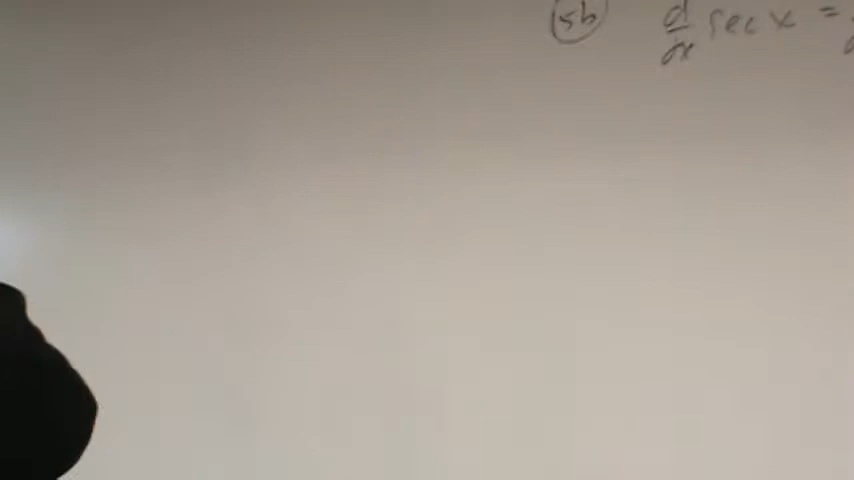 5b d/dx sec x =